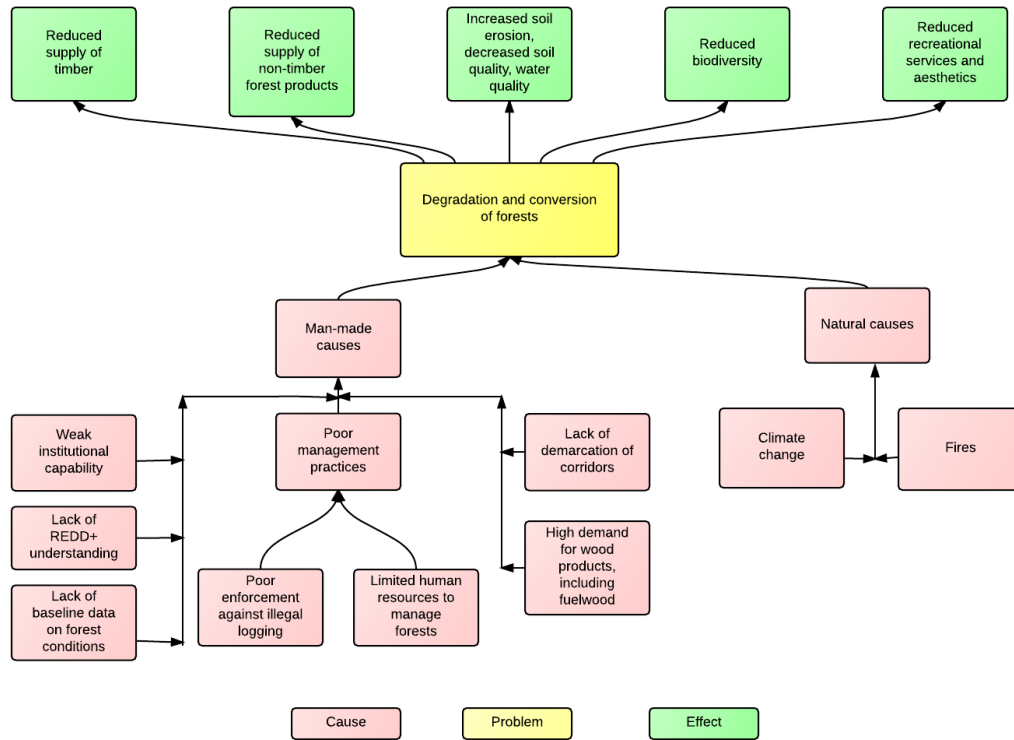 Reduced
supply of
timber
Reduced
supply of
non-timber
forest products
Increased soil
erosion,
decreased soil
quality, water
quality
Reduced
biodiversity
Reduced
recreational
services and
aesthetics
Degradation and conversion
of forests
Man-made
causes
Natural causes
Weak
institutional
capability
Poor
management
practices
Lack of
demarcation of
corridors
Climate
change
Fires
Lack of
REDD+
understanding
High demand
for wood
products,
including
fuelwood
Lack of
baseline data
on forest
conditions
Poor
enforcement
against illegal
logging
Limited human
resources to
manage
forests
Cause
Problem
Effect